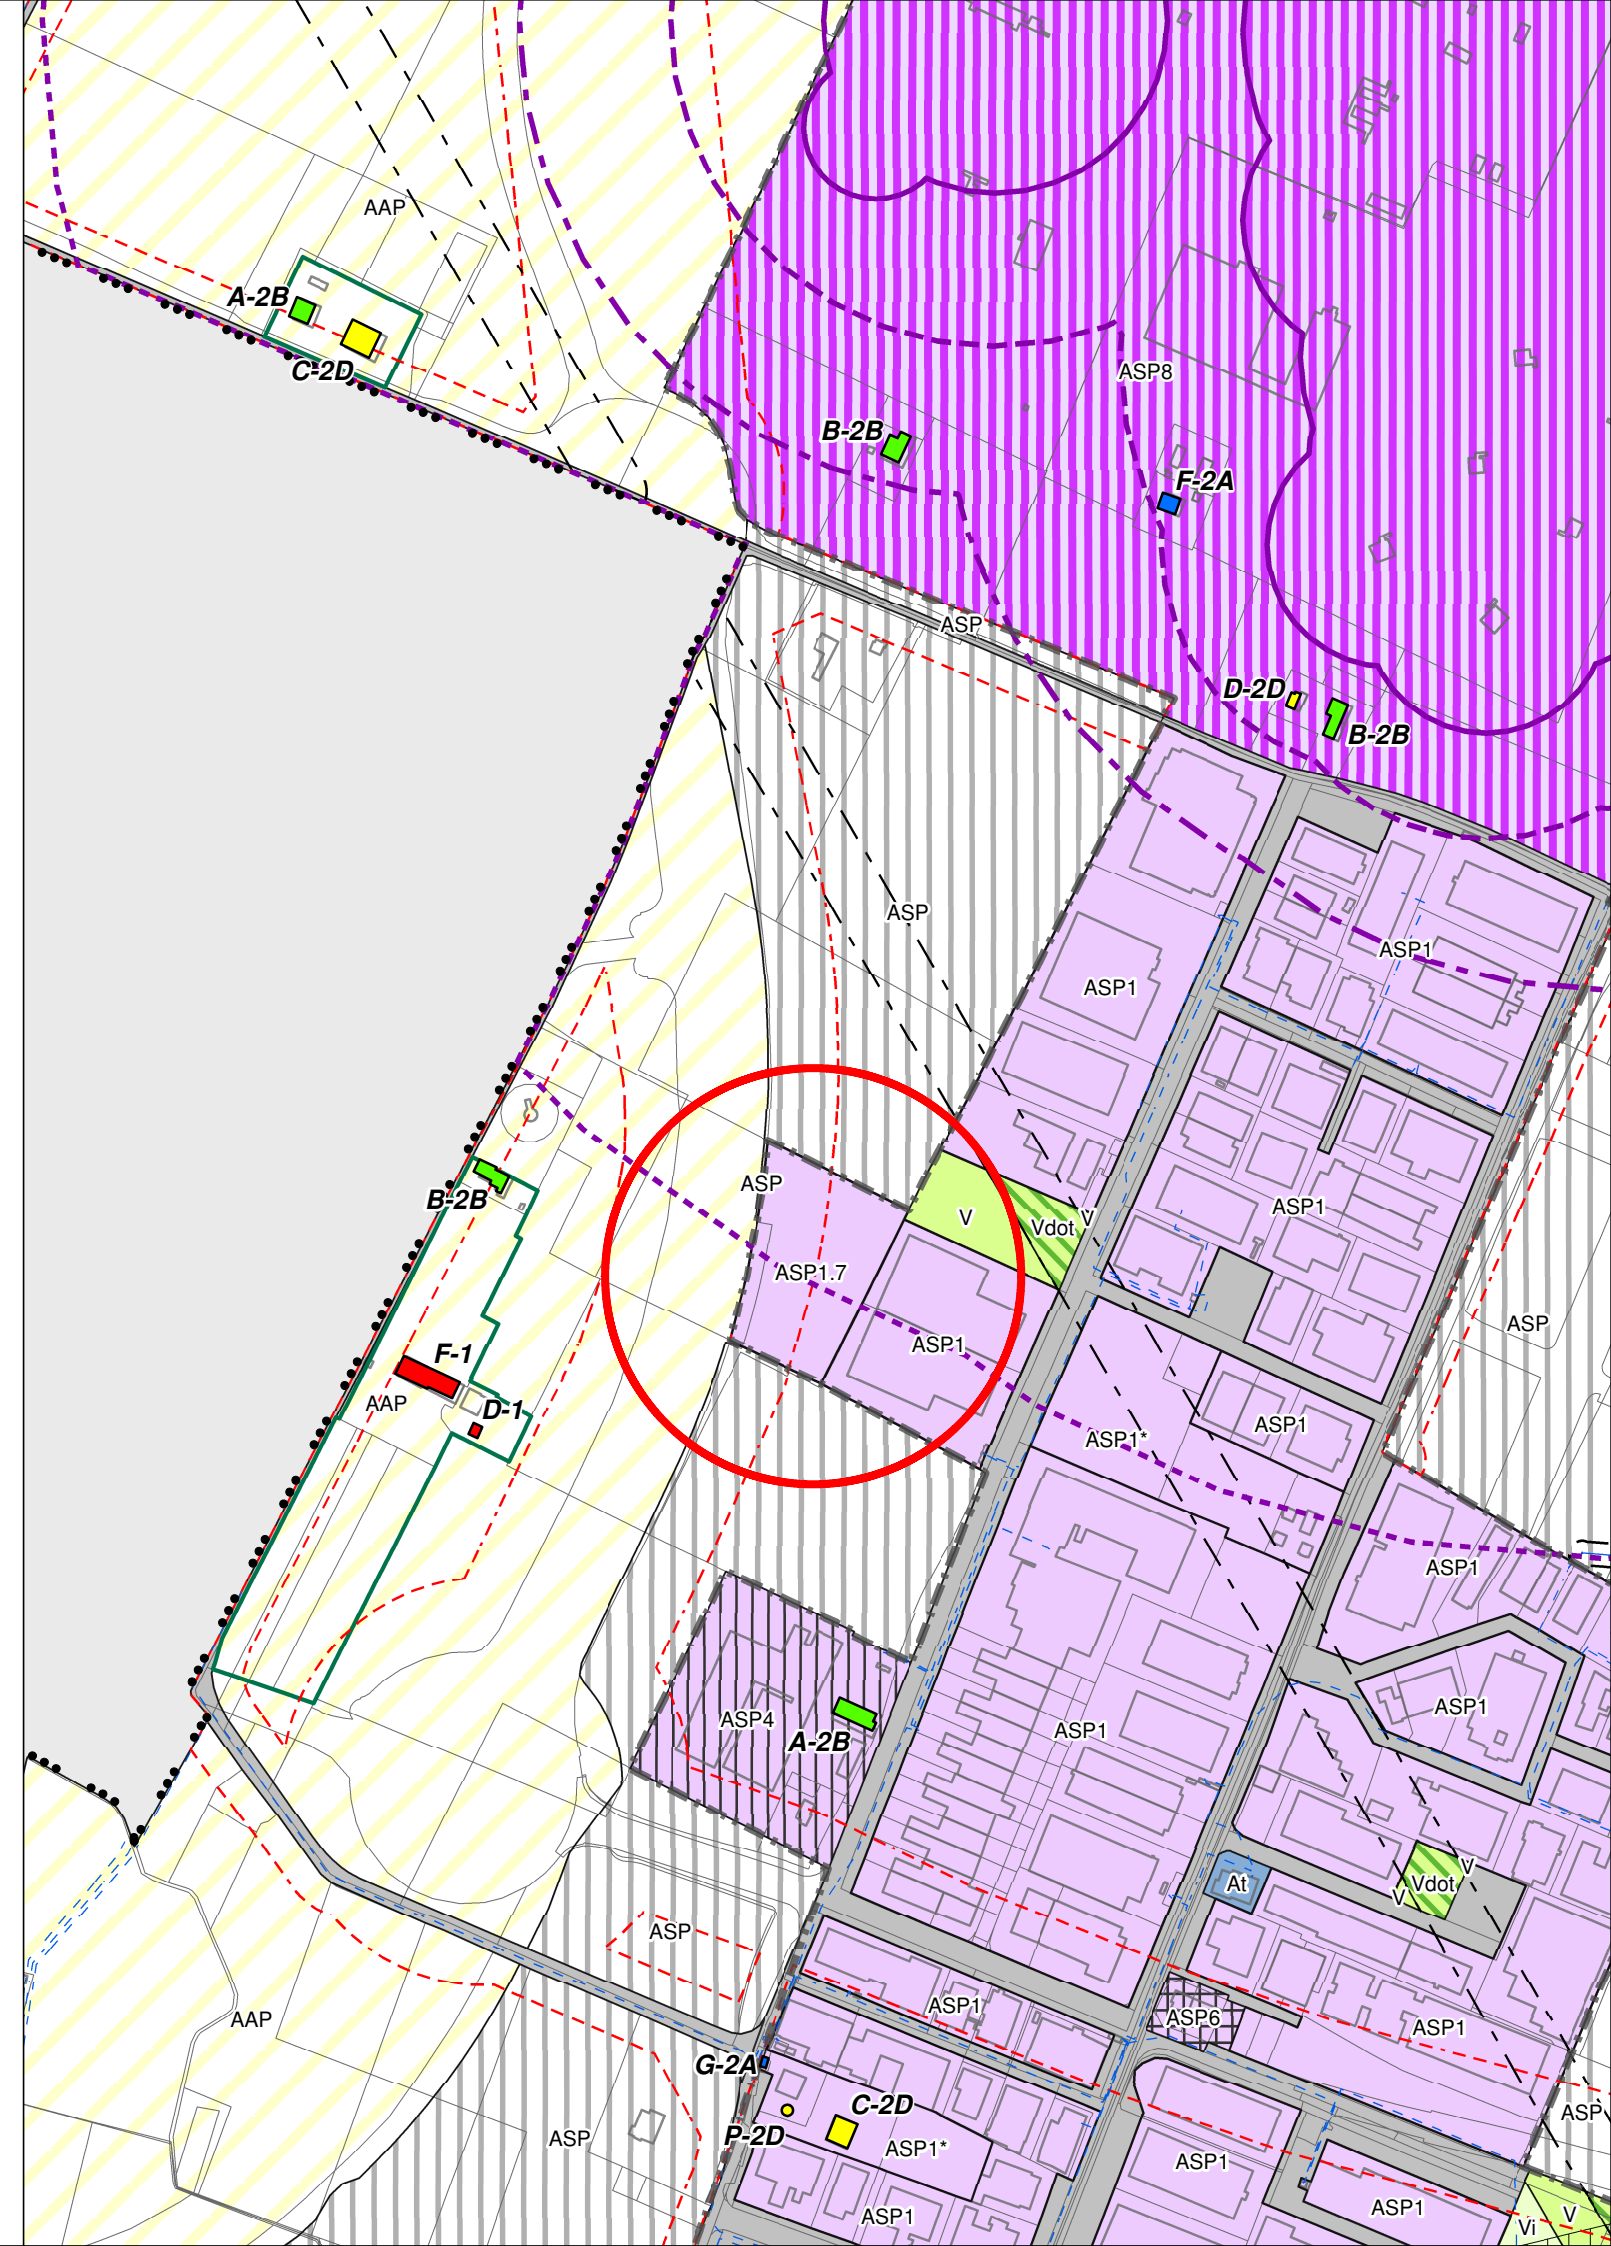 AAP
A-2B
C-2D
ASP8
B-2B
F-2A
ASP
D-2D
B-2B
ASP
ASP1
ASP1
ASP
B-2B
V
Vdot
V
ASP1
ASP1.7
ASP
ASP1
F-1
AAP
D-1
ASP1*
ASP1
ASP1
ASP4
A-2B
ASP1
ASP1
At
V
Vdot
V
ASP
ASP1
ASP6
ASP1
AAP
G-2A
P-2D
C-2D
ASP1*
ASP
ASP
ASP1
ASP1
ASP1
Vi
V